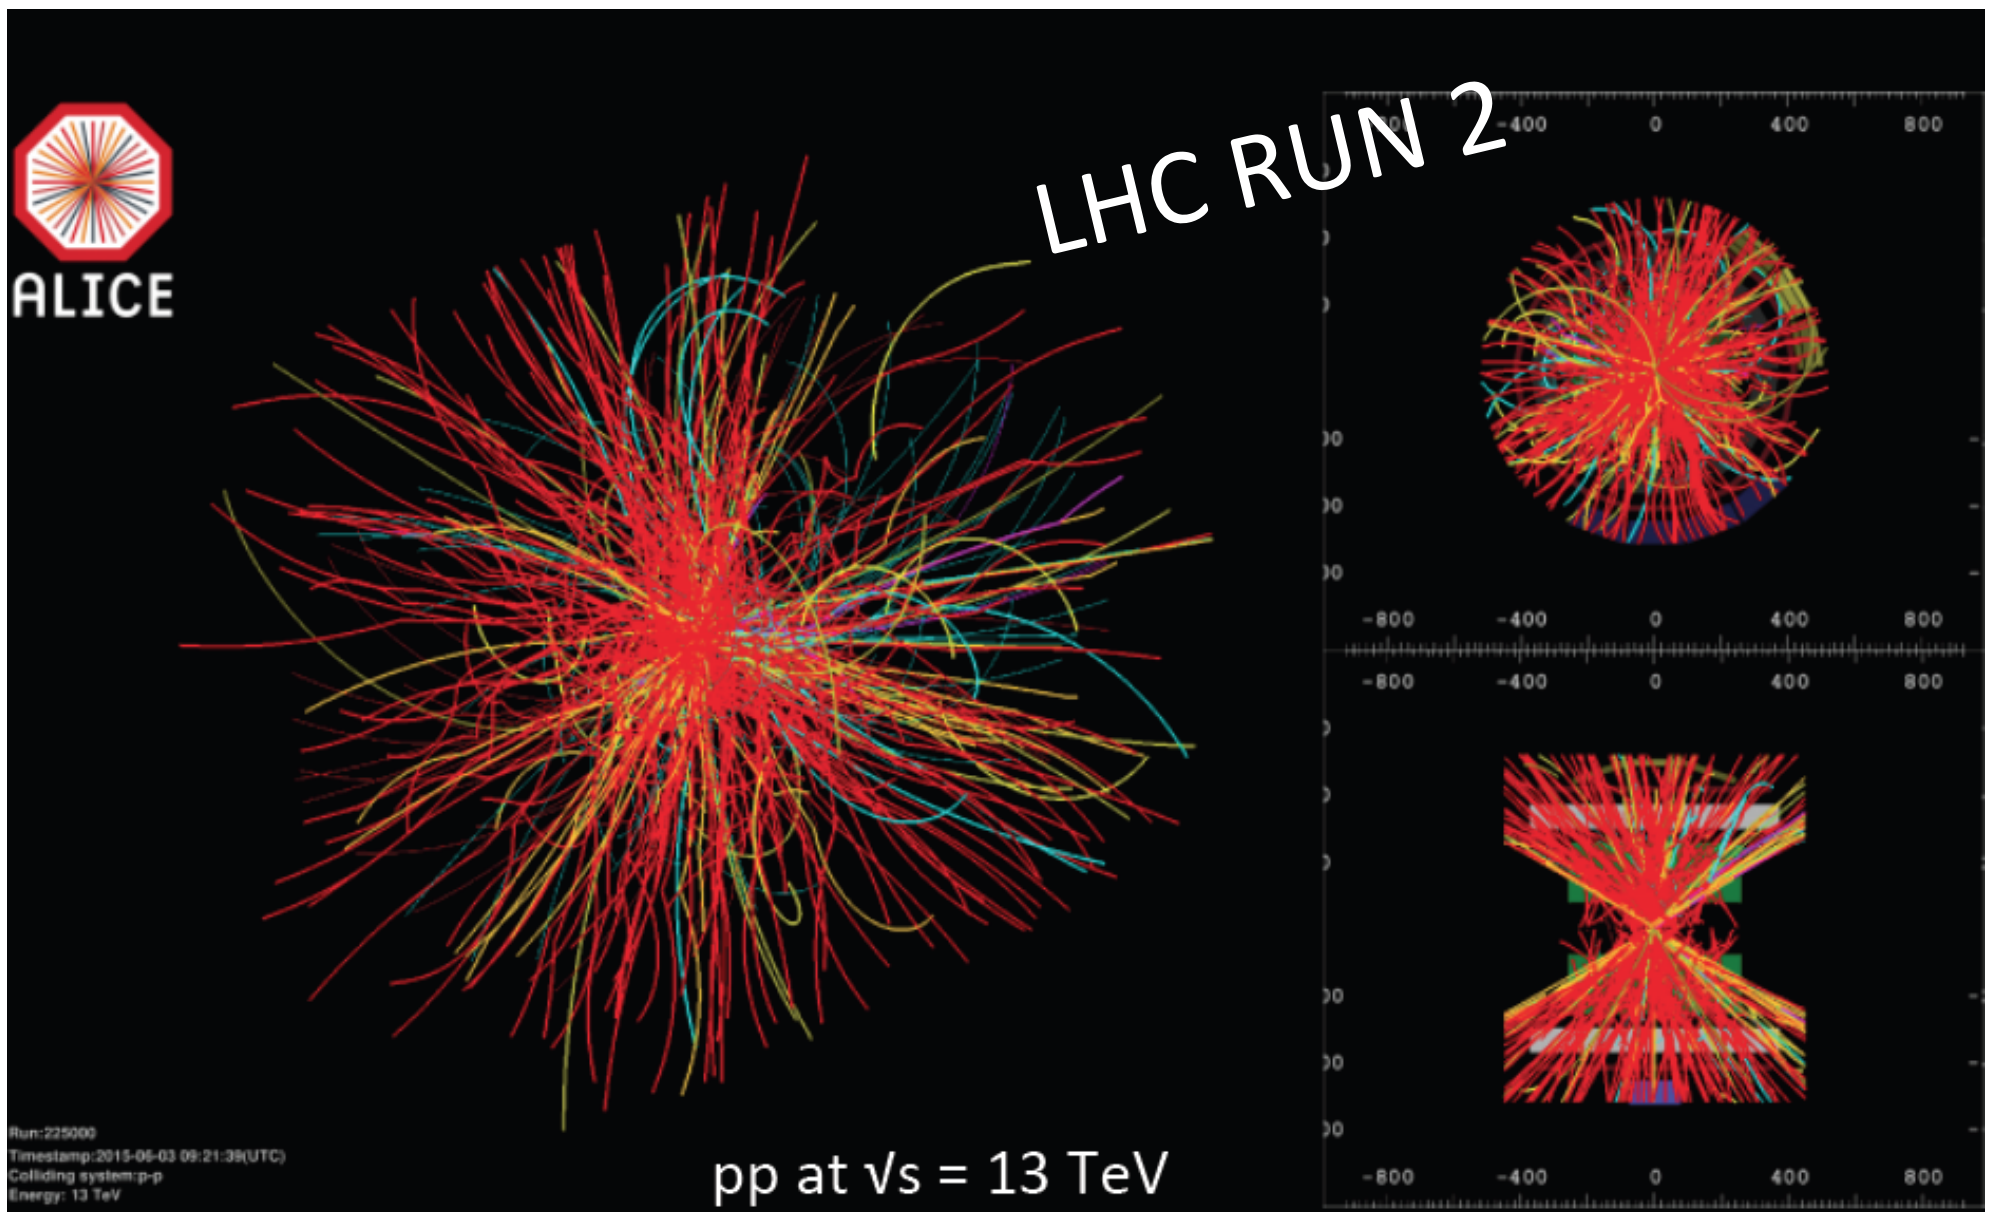 ALICE
LHC RUN 2
-400 0 400 800
-800 -400 0 400 800
-800 -400 0 400 800
-800 -400 0 400 800
Run:225000
Timestamp:2015-06-03 09:21:39(UTC)
Colliding system:p-p
Energy: 13 TeV
pp at √s = 13 TeV